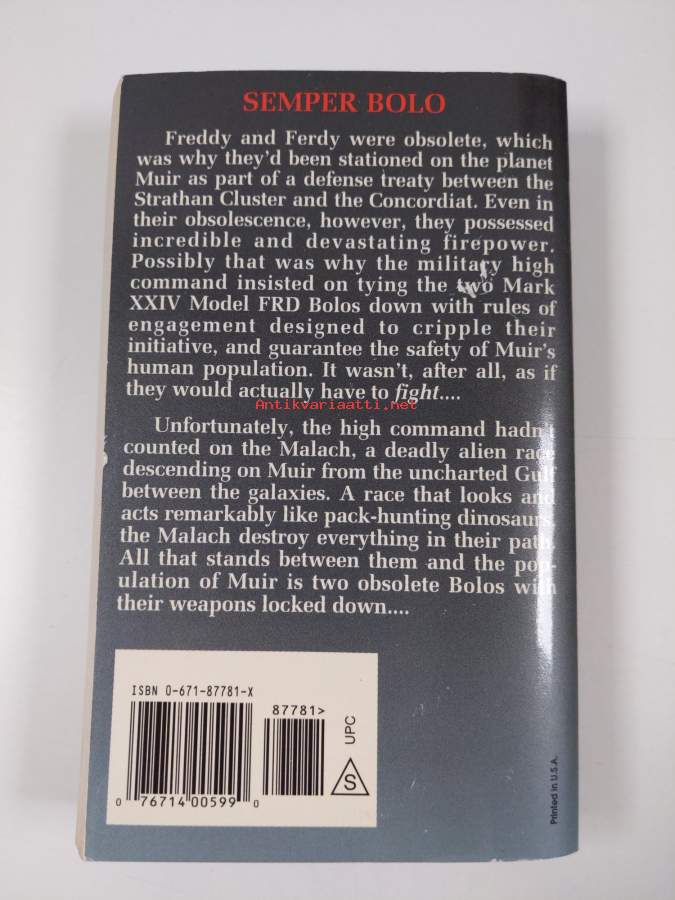 SEMPER BOLO
Freddy and Ferdy were obsolete, which
was why they'd been stationed on the planet
Muir as part of a defense treaty between the
Strathan Cluster and the Concordiat. Even in
their obsolescence, however, they possessed
incredible and devastating firepower.
Possibly that was why the military high
command insisted on tying the two Mark
XXIV Model FRD Bolos down with rules of
engagement designed to cripple their
initiative, and guarantee the safety of Muir's
human population. It wasn't, after all, as if
they would actually have to fight....
Antikvariaatti.net
Unfortunately, the high command hadn't
counted on the Malach, a deadly alien race
descending on Muir from the uncharted Gulf
between the galaxies. A race that looks and
acts remarkably like pack-hunting dinosaurs,
the Malach destroy everything in their path.
All that stands between them and the pop-
ulation of Muir is two obsolete Bolos with
their weapons locked down....
ISBN 0-671-87781-X
87781>
0 76714 00599 0
UPC
S
Printed in U.S.A.